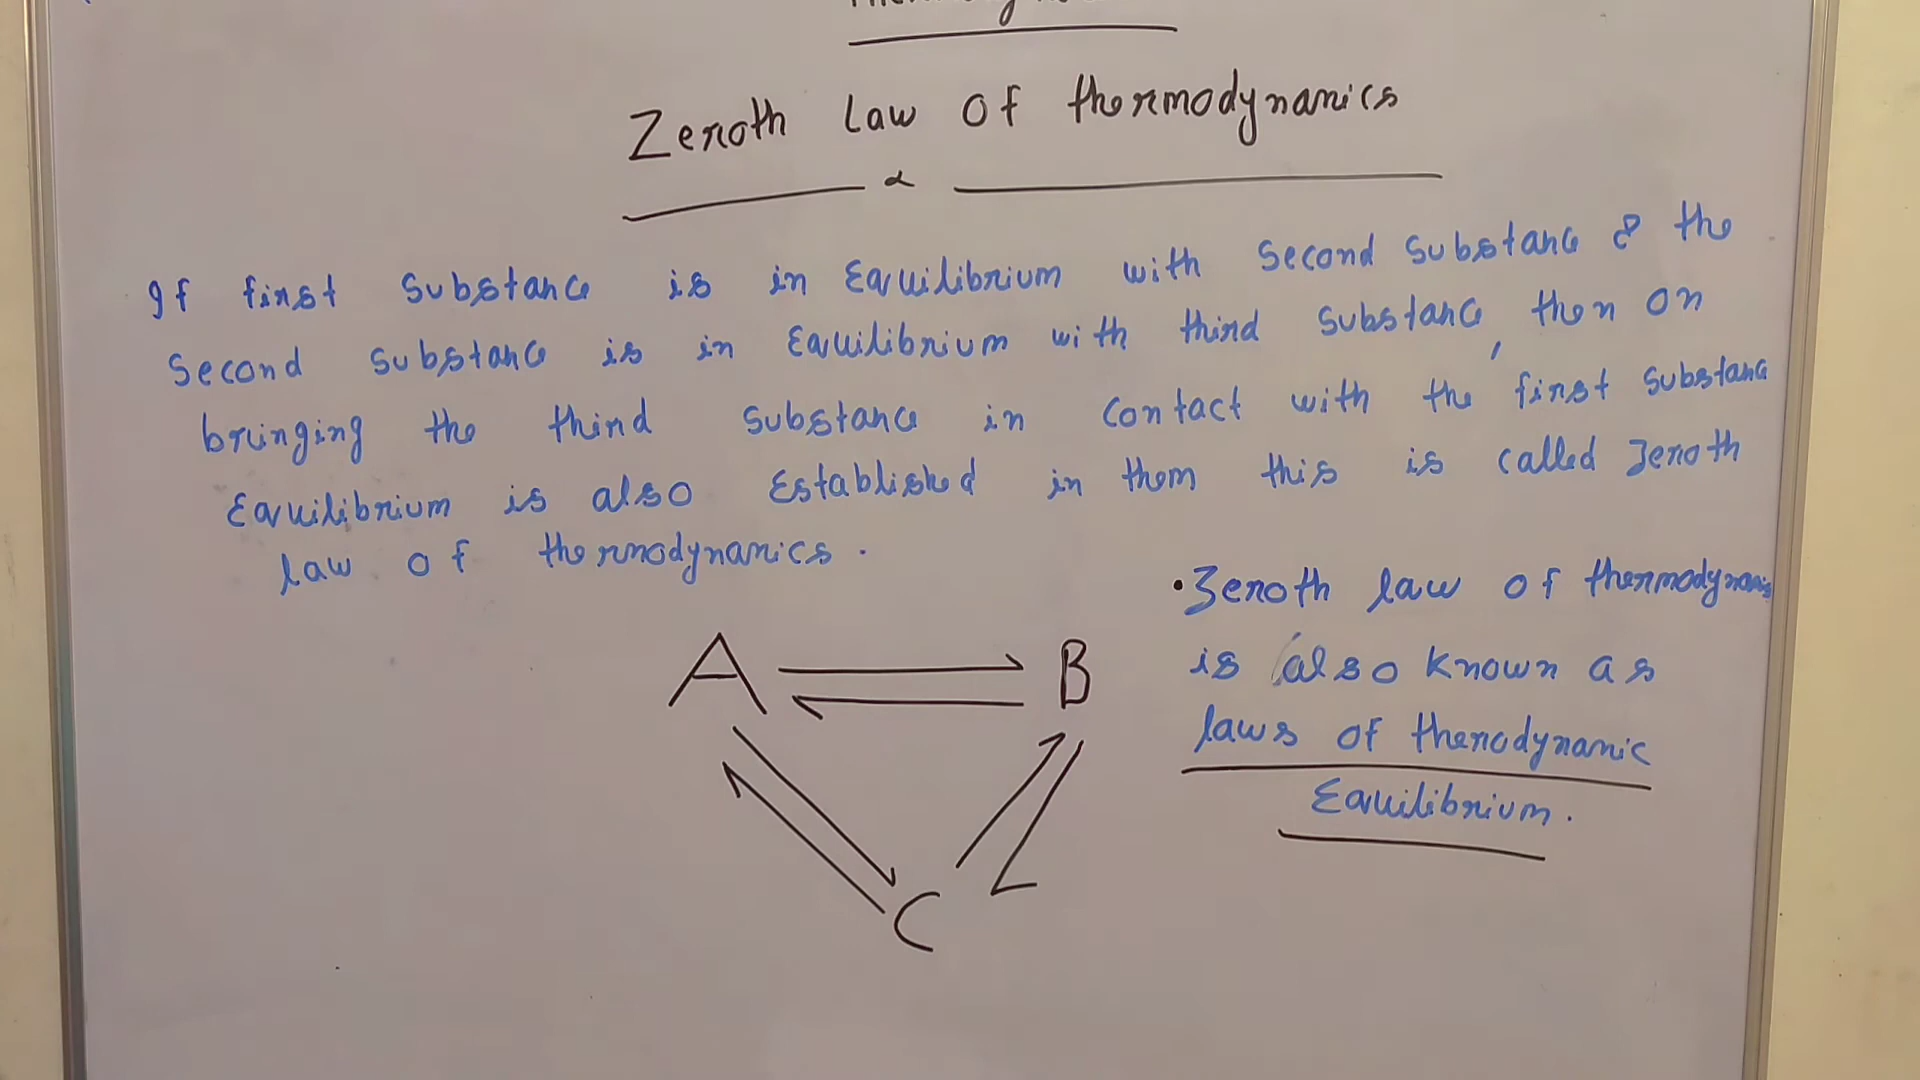 Zeroth Law Of thermodynamics
If first Substance is in Equilibrium with Second Substance & the
Second Substance is in Equilibrium with third Substance, then on
bringing the third Substance in Contact with the first Substance
Equilibrium is also Established in them this is called Zeroth
law of thermodynamics.
• Zeroth law of thermodynamics
is also known as
laws of thermodynamic
Equilibrium.
A B
C